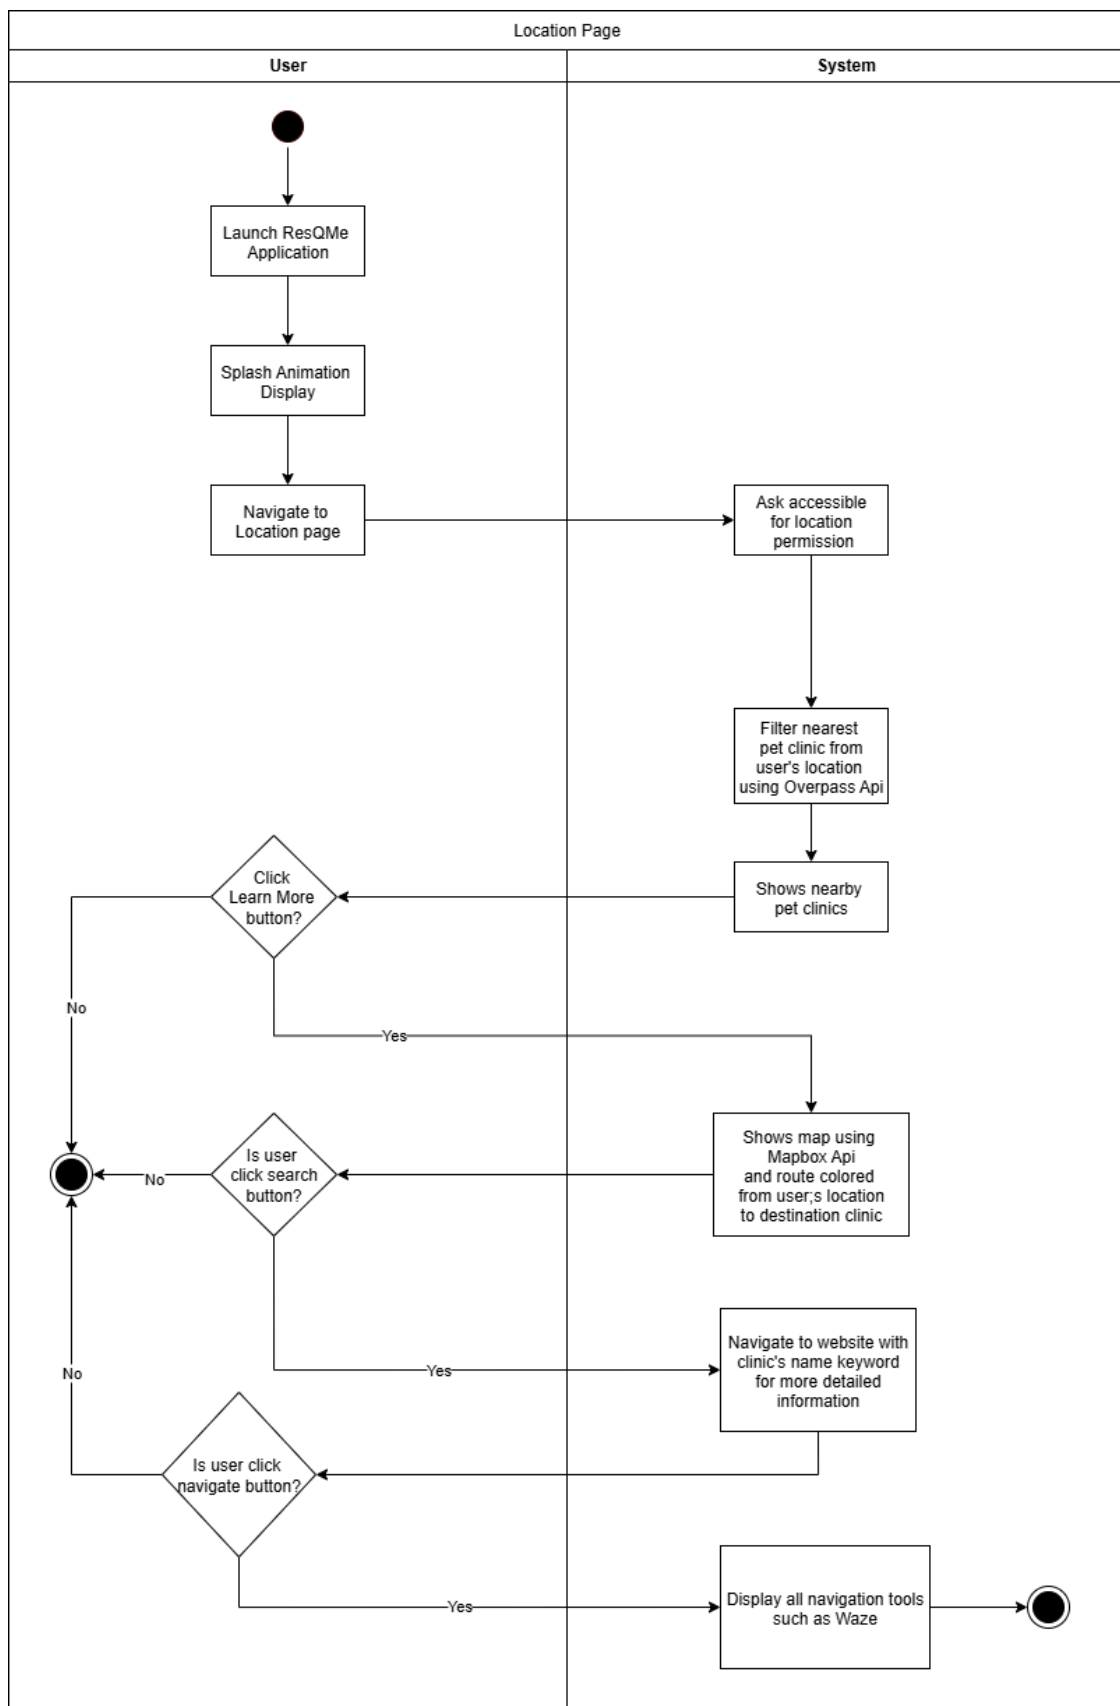 Location Page
User
System
Launch ResQMe
Application
Splash Animation
Display
Navigate to
Location page
Ask accessible
for location
permission
Filter nearest
pet clinic from
user's location
using Overpass Api
Click
Learn More
button?
Shows nearby
pet clinics
No
Yes
Is user
click search
button?
No
Shows map using
Mapbox Api
and route colored
from user;s location
to destination clinic
Yes
Navigate to website with
clinic's name keyword
for more detailed
information
No
Is user click
navigate button?
Yes
Display all navigation tools
such as Waze